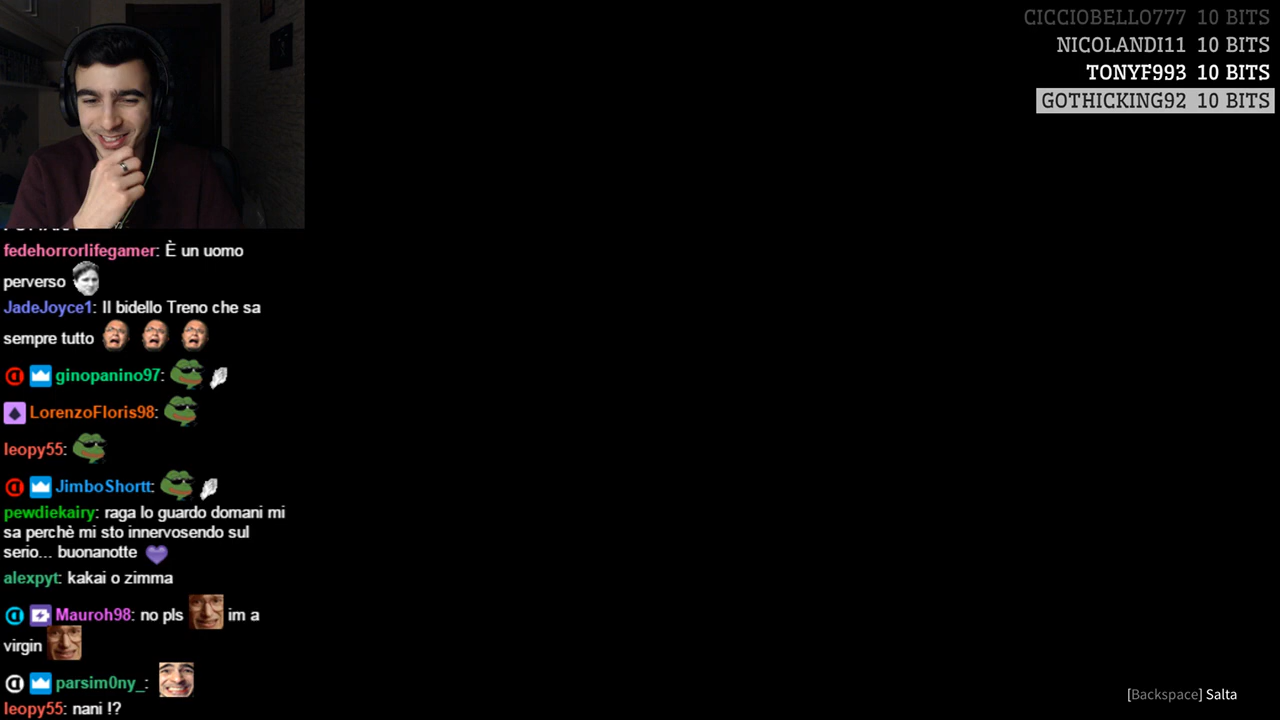 CICCIOBELLO777 10 BITS
NICOLANDI11 10 BITS
TONYF993 10 BITS
GOTHICKING92 10 BITS
fedehorrorlifegamer: È un uomo
perverso
JadeJoyce1: Il bidello Treno che sa
sempre tutto
ginopanino97:
LorenzoFloris98:
leopy55:
JimboShortt:
pewdiekairy: raga lo guardo domani mi
sa perchè mi sto innervosendo sul
serio... buonanotte
alexpyt: kakai o zimma
Mauroh98: no pls im a
virgin
parsim0ny_:
leopy55: nani !?
[Backspace] Salta